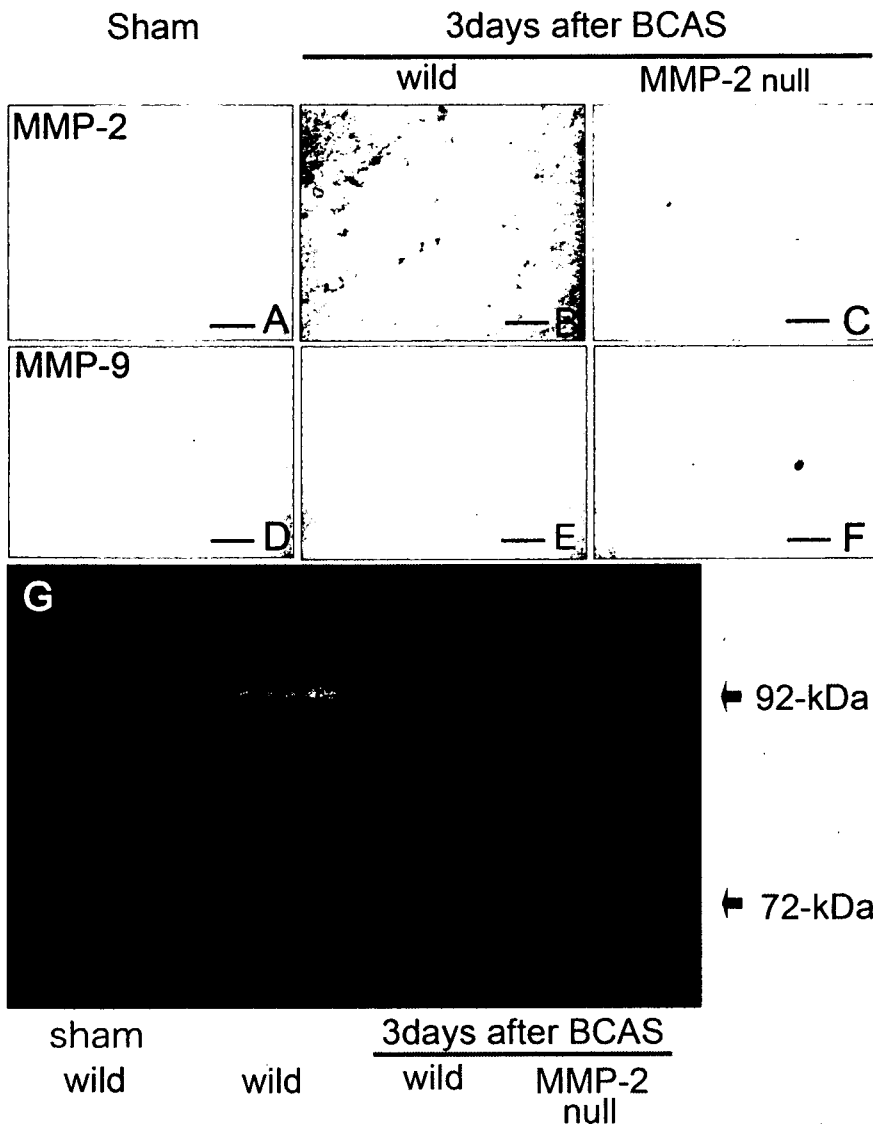 Sham
3days after BCAS
wild
MMP-2 null
MMP-2
A
B
C
MMP-9
D
E
F
G
92-kDa
72-kDa
sham
3days after BCAS
wild
wild
wild
MMP-2
null